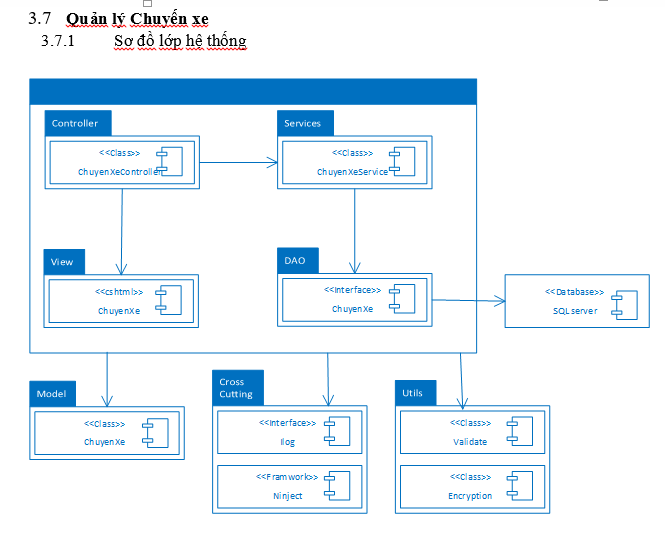 3.7 Quản lý Chuyến xe
3.7.1 Sơ đồ lớp hệ thống
Controller
<<Class>>
ChuyenXeController
Services
<<Class>>
ChuyenXeService
View
<<cshtml>>
ChuyenXe
DAO
<<Interface>>
ChuyenXe
<<Database>>
SQL server
Model
<<Class>>
ChuyenXe
Cross
Cutting
<<Interface>>
Ilog
<<Framwork>>
Ninject
Utils
<<Class>>
Validate
<<Class>>
Encryption